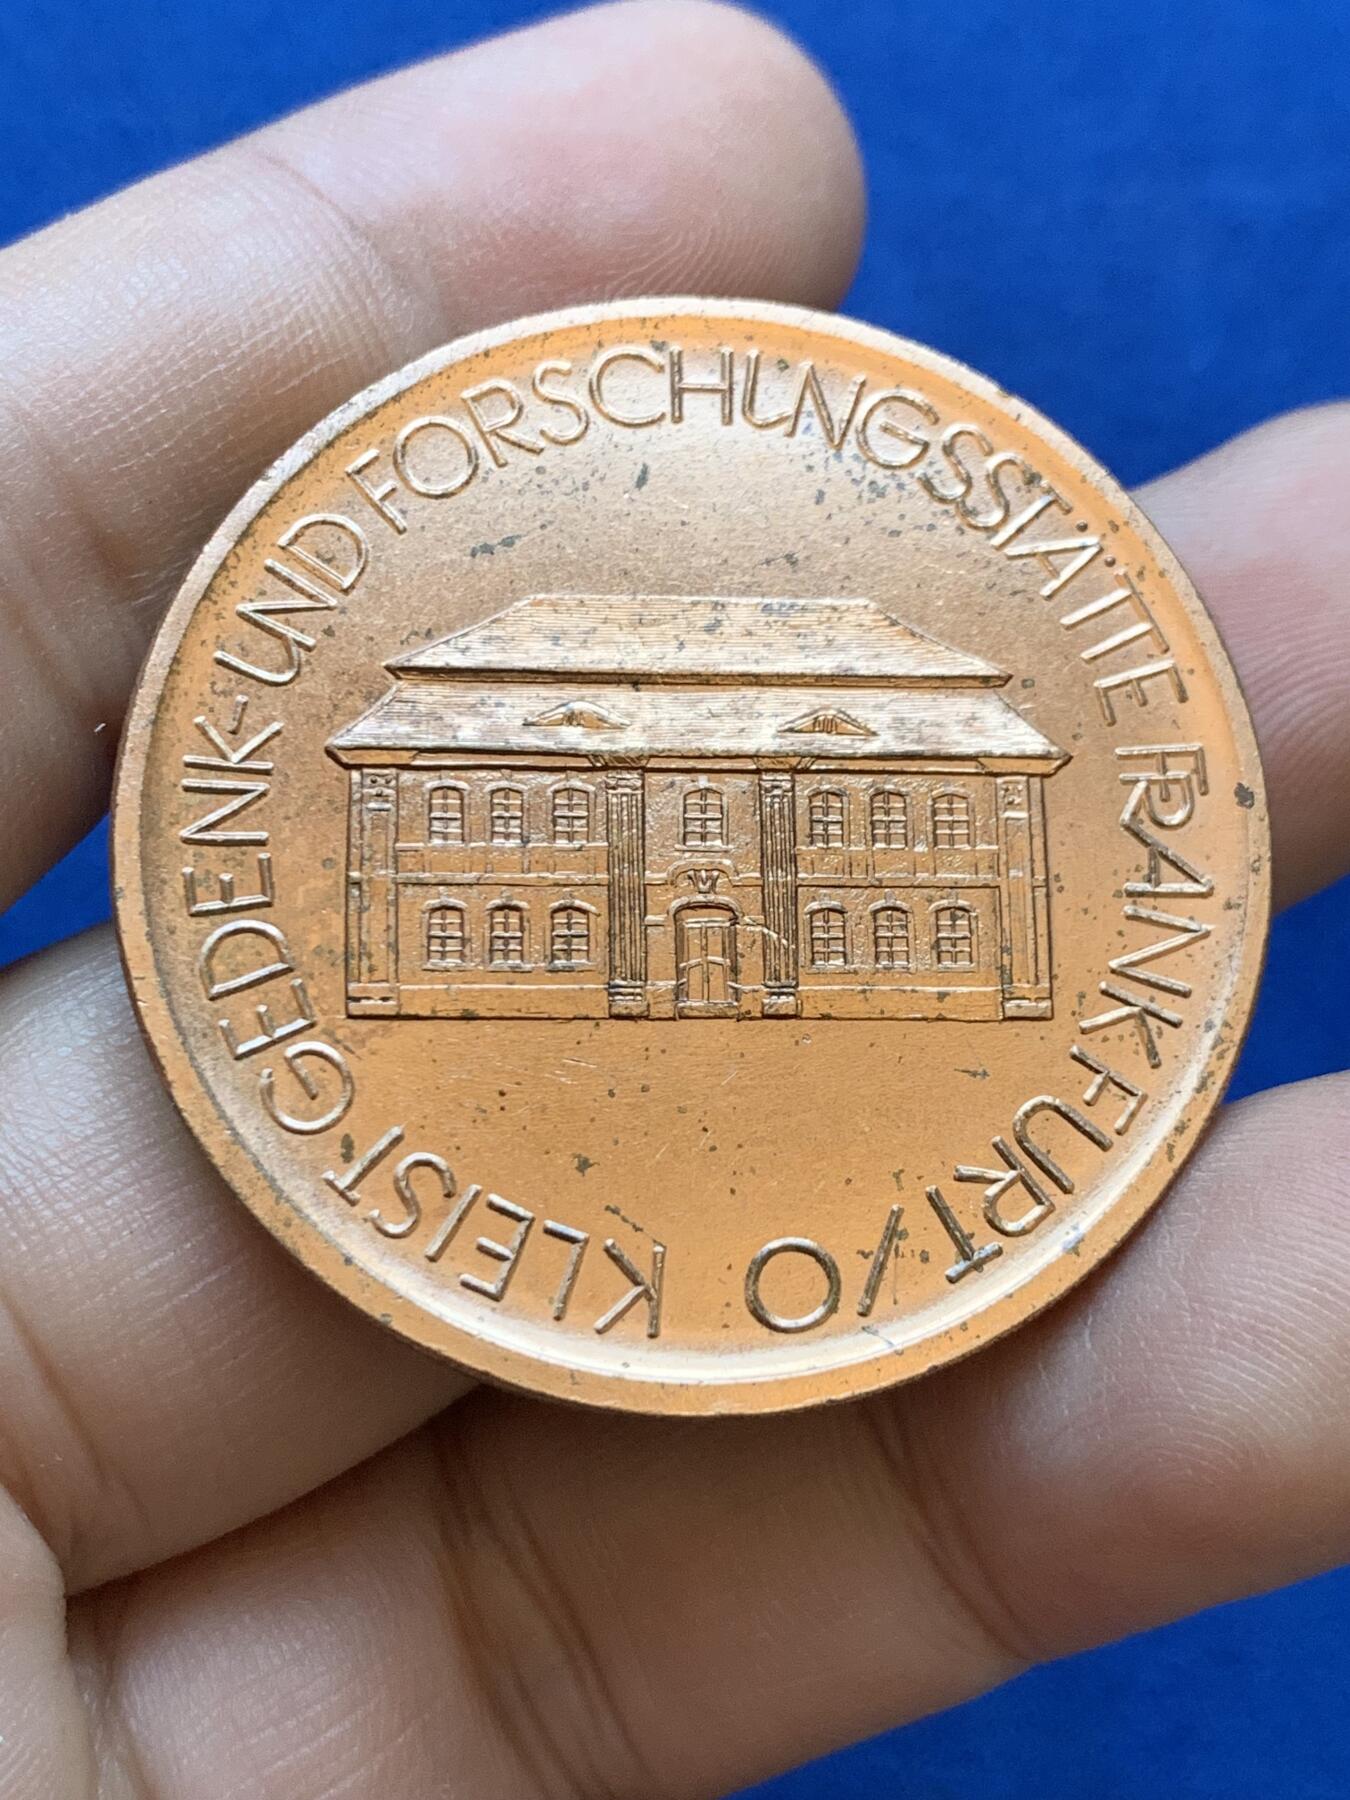 KLEIST GEDENK-UND FORSCHUNGSSTÄTTE FRANKFURT/O